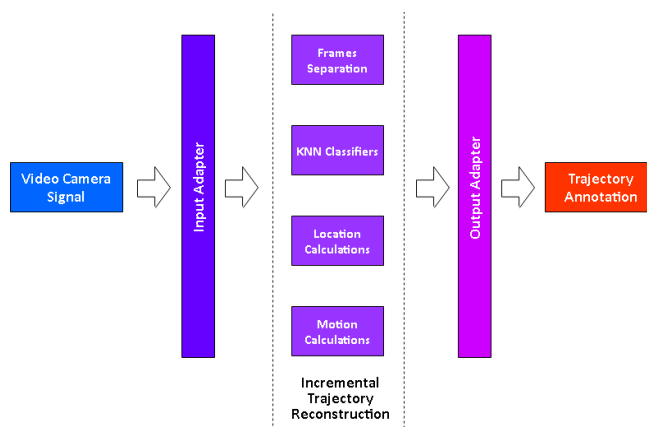 Video Camera
Signal
Input Adapter
Frames
Separation
KNN Classifiers
Location
Calculations
Motion
Calculations
Incremental
Trajectory
Reconstruction
Output Adapter
Trajectory
Annotation